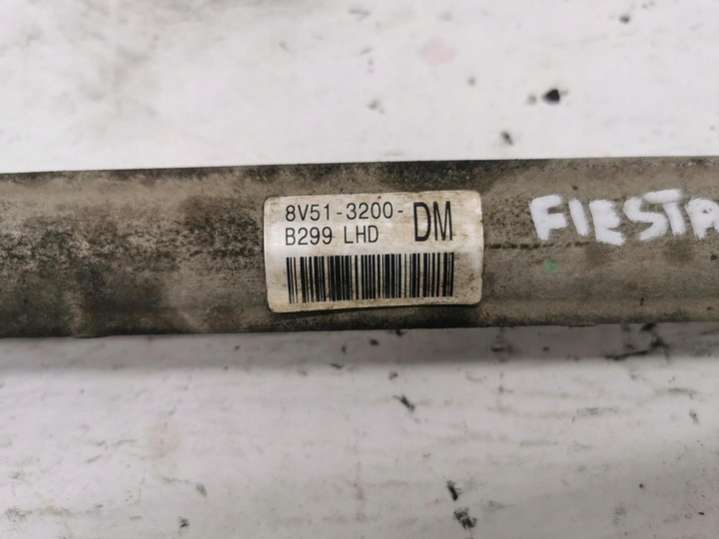 8V51-3200- DM
B299 LHD
FIESTA